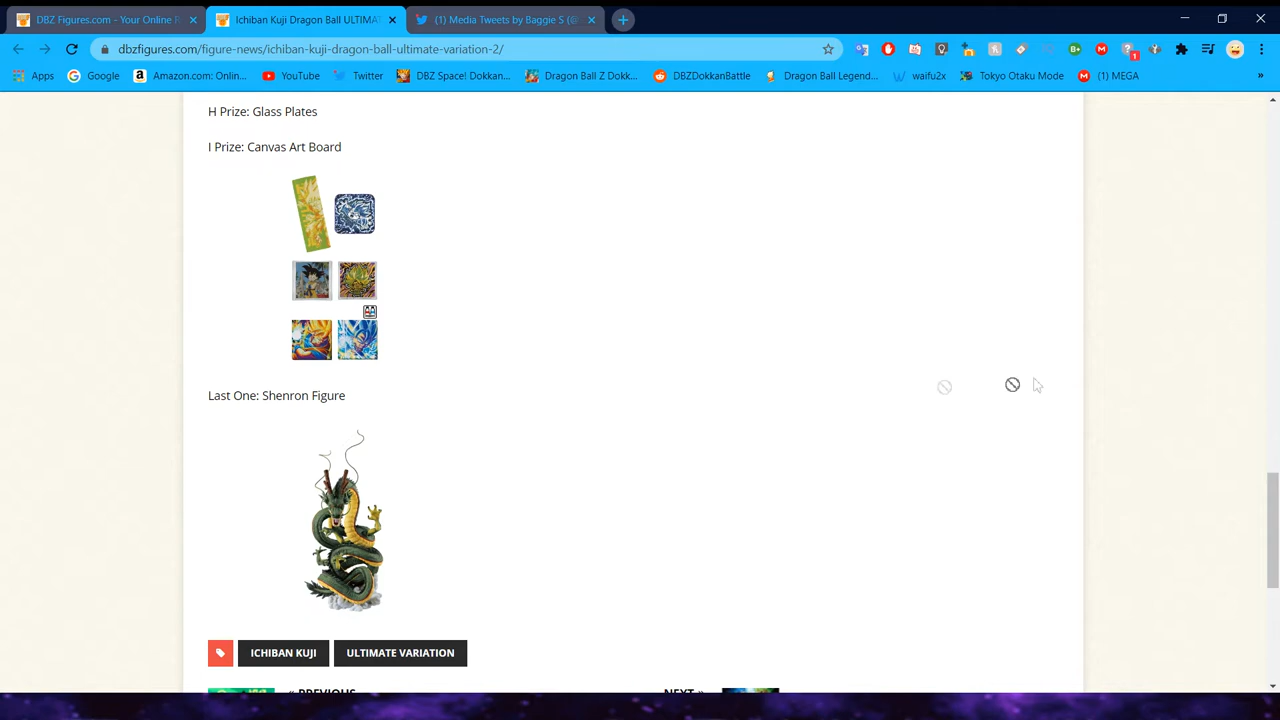 DBZ Figures.com - Your Online R
Ichiban Kuji Dragon Ball ULTIMAT
(1) Media Tweets by Baggie S (@
dbzfigures.com/figure-news/ichiban-kuji-dragon-ball-ultimate-variation-2/
Apps Google Amazon.com: Onlin... YouTube Twitter DBZ Space! Dokkan... Dragon Ball Z Dokk... DBZDokkanBattle Dragon Ball Legend... waifu2x Tokyo Otaku Mode (1) MEGA »
H Prize: Glass Plates
I Prize: Canvas Art Board
Last One: Shenron Figure
ICHIBAN KUJI
ULTIMATE VARIATION
« PREVIOUS
NEXT »